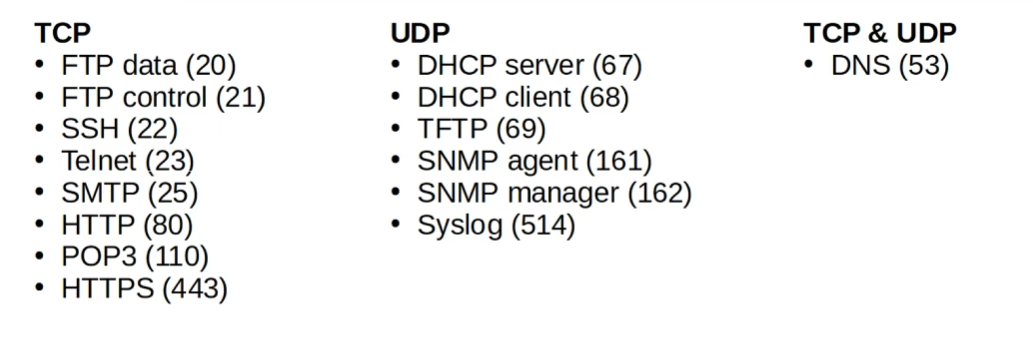 TCP
• FTP data (20)
• FTP control (21)
• SSH (22)
• Telnet (23)
• SMTP (25)
• HTTP (80)
• POP3 (110)
• HTTPS (443)
UDP
• DHCP server (67)
• DHCP client (68)
• TFTP (69)
• SNMP agent (161)
• SNMP manager (162)
• Syslog (514)
TCP & UDP
• DNS (53)